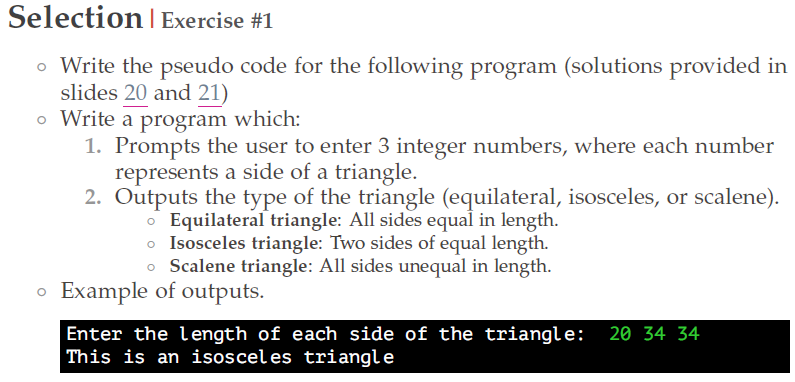 Selection | Exercise #1
○ Write the pseudo code for the following program (solutions provided in
slides 20 and 21)
○ Write a program which:
1. Prompts the user to enter 3 integer numbers, where each number
represents a side of a triangle.
2. Outputs the type of the triangle (equilateral, isosceles, or scalene).
○ Equilateral triangle: All sides equal in length.
○ Isosceles triangle: Two sides of equal length.
○ Scalene triangle: All sides unequal in length.
○ Example of outputs.
Enter the length of each side of the triangle: 20 34 34
This is an isosceles triangle